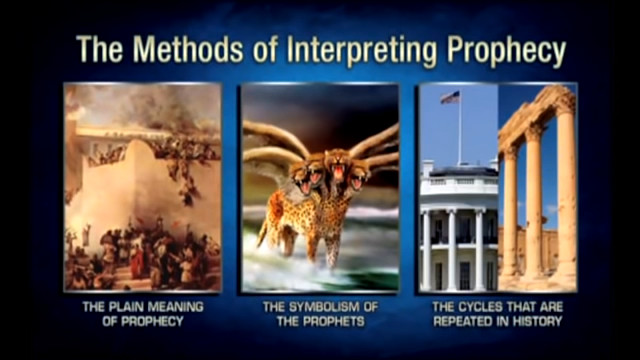 The Methods of Interpreting Prophecy
THE PLAIN MEANING
OF PROPHECY
THE SYMBOLISM OF
THE PROPHETS
THE CYCLES THAT ARE
REPEATED IN HISTORY